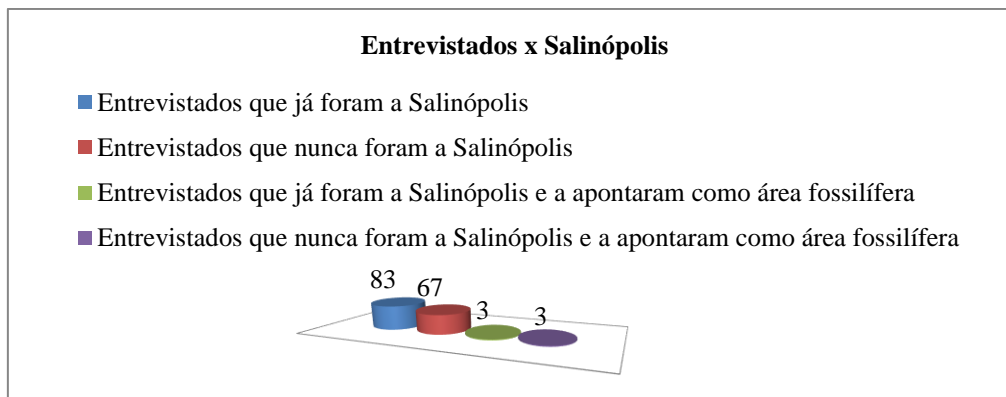 Entrevistados x Salinópolis
Entrevistados que já foram a Salinópolis
Entrevistados que nunca foram a Salinópolis
Entrevistados que já foram a Salinópolis e a apontaram como área fossilífera
Entrevistados que nunca foram a Salinópolis e a apontaram como área fossilífera
83
67
3
3